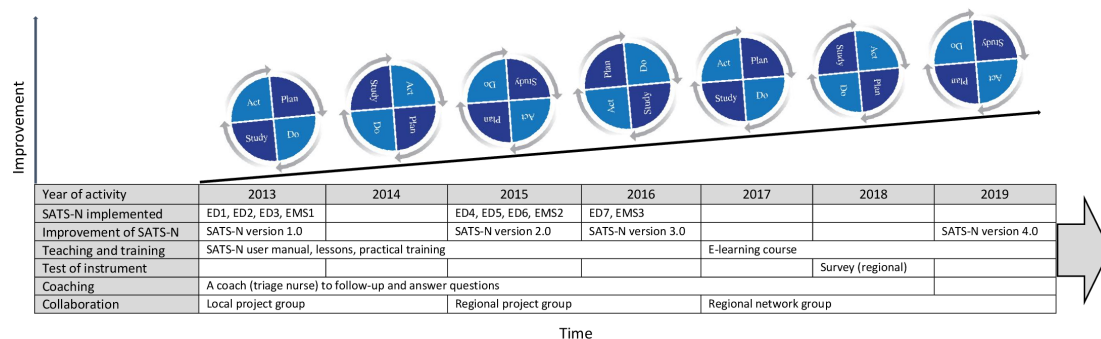 Improvement
Act Plan Study Do
Study Act Do Plan
Do Study Plan Act
Plan Do Act Study
Act Plan Study Do
Study Act Do Plan
Do Study Plan Act
Year of activity 2013 2014 2015 2016 2017 2018 2019
SATS-N implemented ED1, ED2, ED3, EMS1 ED4, ED5, ED6, EMS2 ED7, EMS3
Improvement of SATS-N SATS-N version 1.0 SATS-N version 2.0 SATS-N version 3.0 SATS-N version 4.0
Teaching and training SATS-N user manual, lessons, practical training E-learning course
Test of instrument Survey (regional)
Coaching A coach (triage nurse) to follow-up and answer questions
Collaboration Local project group Regional project group Regional network group
Time